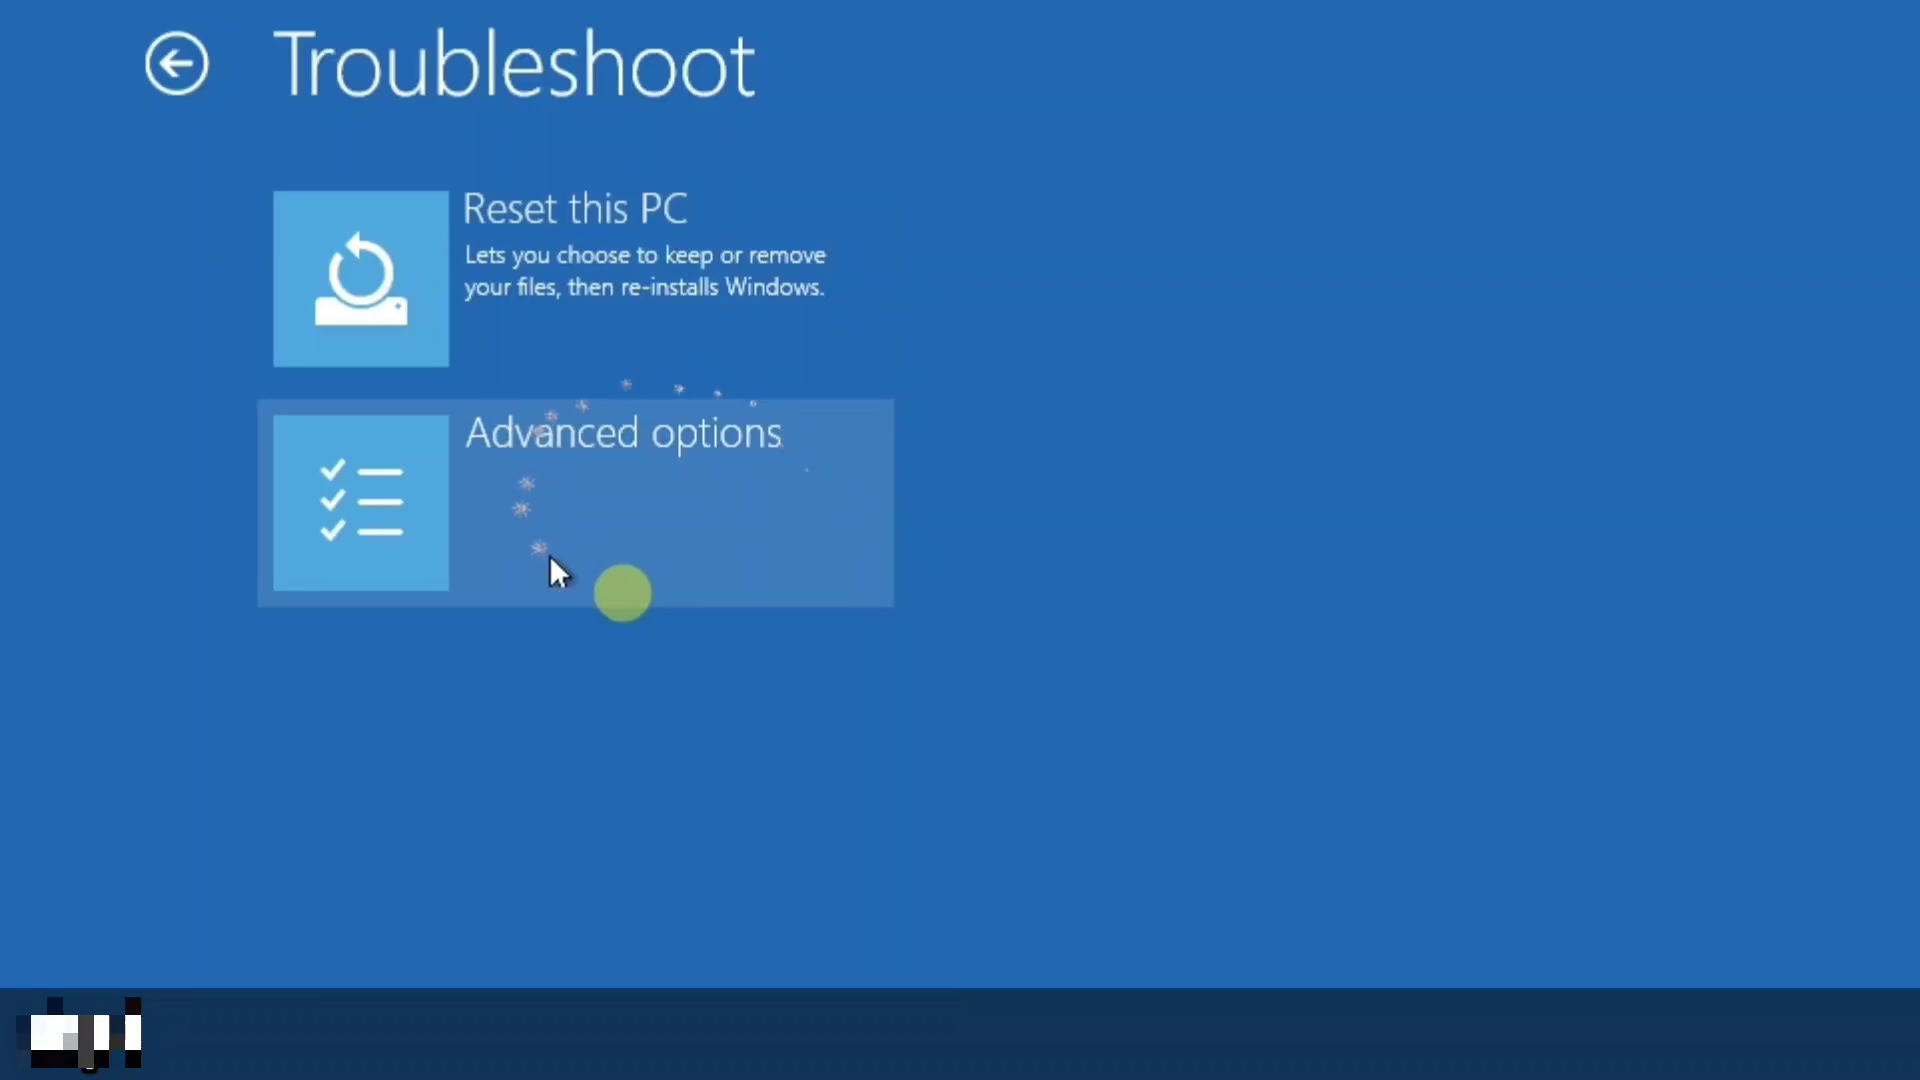 Troubleshoot
Reset this PC
Lets you choose to keep or remove
your files, then re-installs Windows.
Advanced options